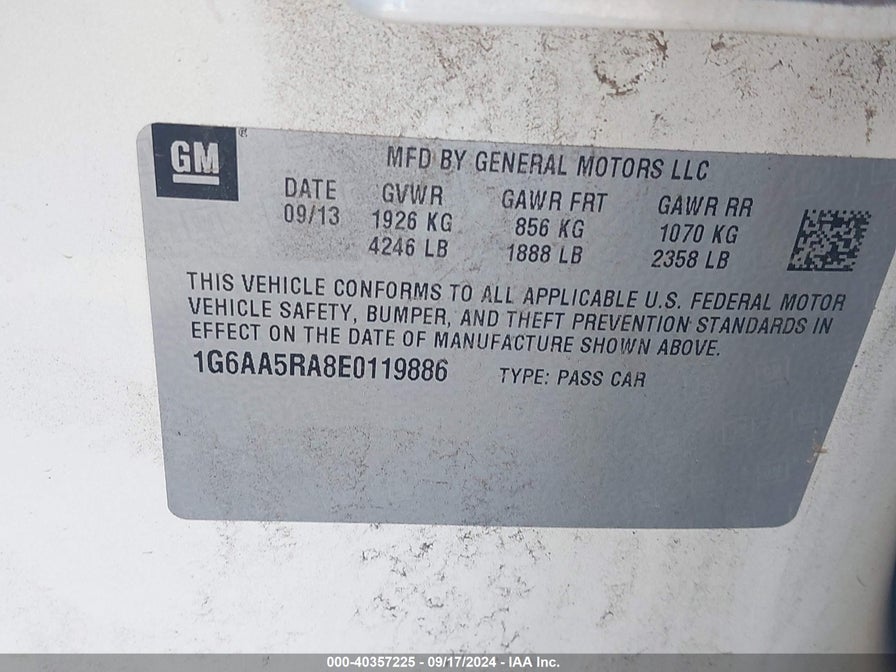 GM
MFD BY GENERAL MOTORS LLC
DATE GVWR GAWR FRT GAWR RR
09/13 1926 KG 856 KG 1070 KG
4246 LB 1888 LB 2358 LB
THIS VEHICLE CONFORMS TO ALL APPLICABLE U.S. FEDERAL MOTOR
VEHICLE SAFETY, BUMPER, AND THEFT PREVENTION STANDARDS IN
EFFECT ON THE DATE OF MANUFACTURE SHOWN ABOVE.
1G6AA5RA8E0119886 TYPE: PASS CAR
000-40357225 - 09/17/2024 - IAA Inc.